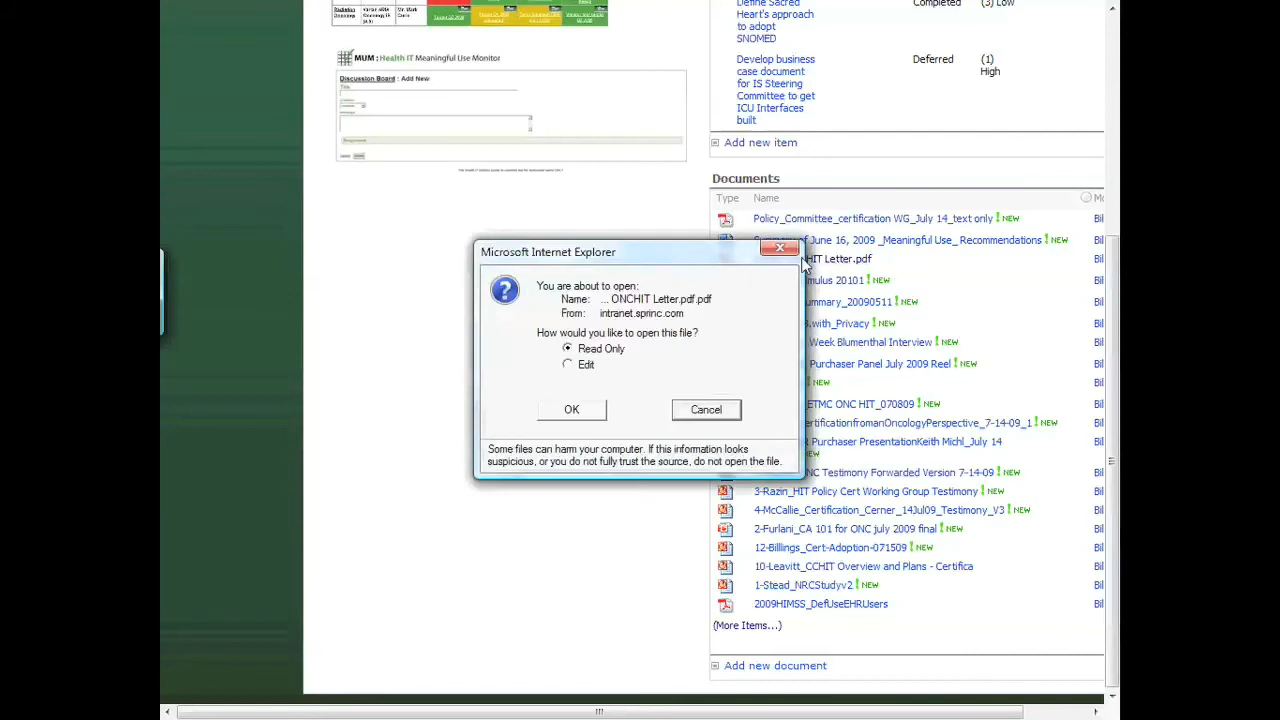 MUM : Health IT Meaningful Use Monitor
Discussion Board : Add New
Title
Define Sacred
Heart's approach
to adopt
SNOMED
Completed
(3) Low
Develop business
case document
for IS Steering
Committee to get
ICU Interfaces
built
Deferred
(1)
High
Add new item
Documents
Type Name
Policy_Committee_certification WG_July 14_text only ! NEW
Summary of June 16, 2009 _Meaningful Use_ Recommendations ! NEW
HIT Letter.pdf
mulus 20101 ! NEW
ummary_20090511 ! NEW
.with_Privacy ! NEW
Week Blumenthal Interview ! NEW
Purchaser Panel July 2009 Reel ! NEW
! NEW
ETMC ONC HIT_070809 ! NEW
CertificationfromanOncologyPerspective_7-14-09_1 ! NEW
Purchaser PresentationKeith Michl_July 14
NEW
NC Testimony Forwarded Version 7-14-09 ! NEW
3-Razin_HIT Policy Cert Working Group Testimony ! NEW
4-McCallie_Certification_Cerner_14Jul09_Testimony_V3 ! NEW
2-Furlani_CA 101 for ONC july 2009 final ! NEW
12-Billlings_Cert-Adoption-071509 ! NEW
10-Leavitt_CCHIT Overview and Plans - Certifica
1-Stead_NRCStudyv2 ! NEW
2009HIMSS_DefUseEHRUsers
(More Items...)
Add new document
Microsoft Internet Explorer
You are about to open:
Name: ... ONCHIT Letter.pdf.pdf
From: intranet.sprinc.com
How would you like to open this file?
Read Only
Edit
OK
Cancel
Some files can harm your computer. If this information looks
suspicious, or you do not fully trust the source, do not open the file.